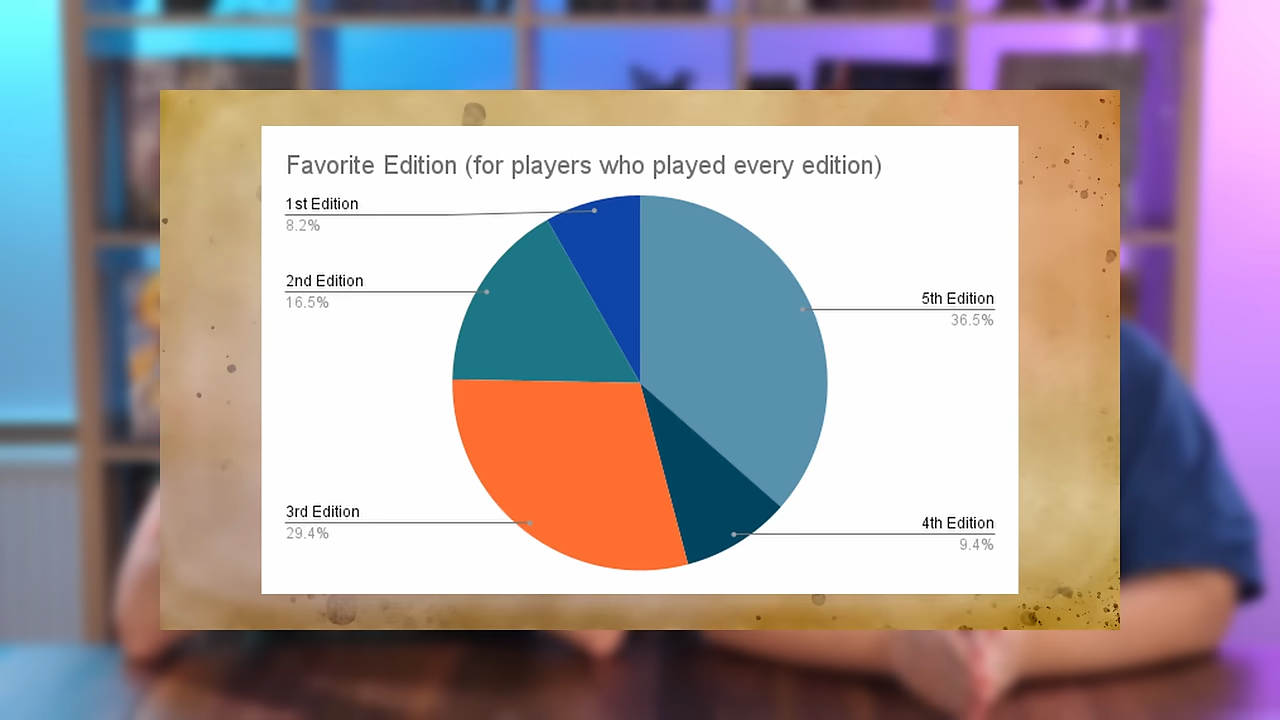 Favorite Edition (for players who played every edition)
1st Edition
8.2%
2nd Edition
16.5%
3rd Edition
29.4%
5th Edition
36.5%
4th Edition
9.4%